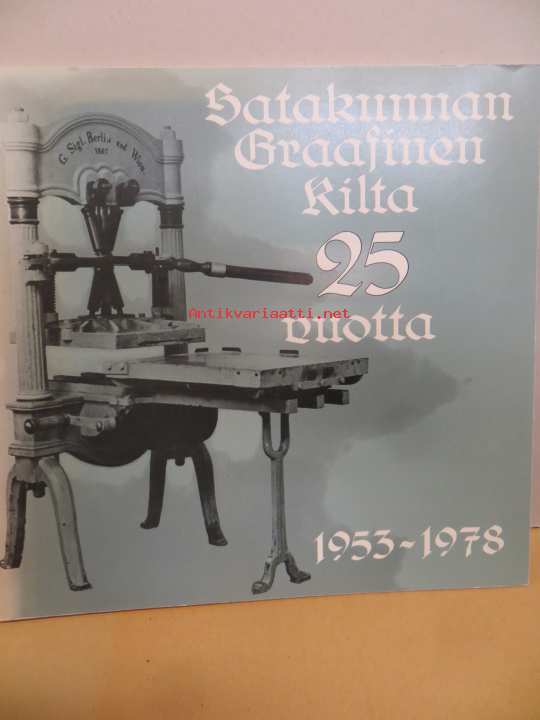 Satakunnan
Graafinen
Kilta
25
vuotta
Antikvariaatti.net
G. Sigl, Berlin und Wien
1867
1953-1978